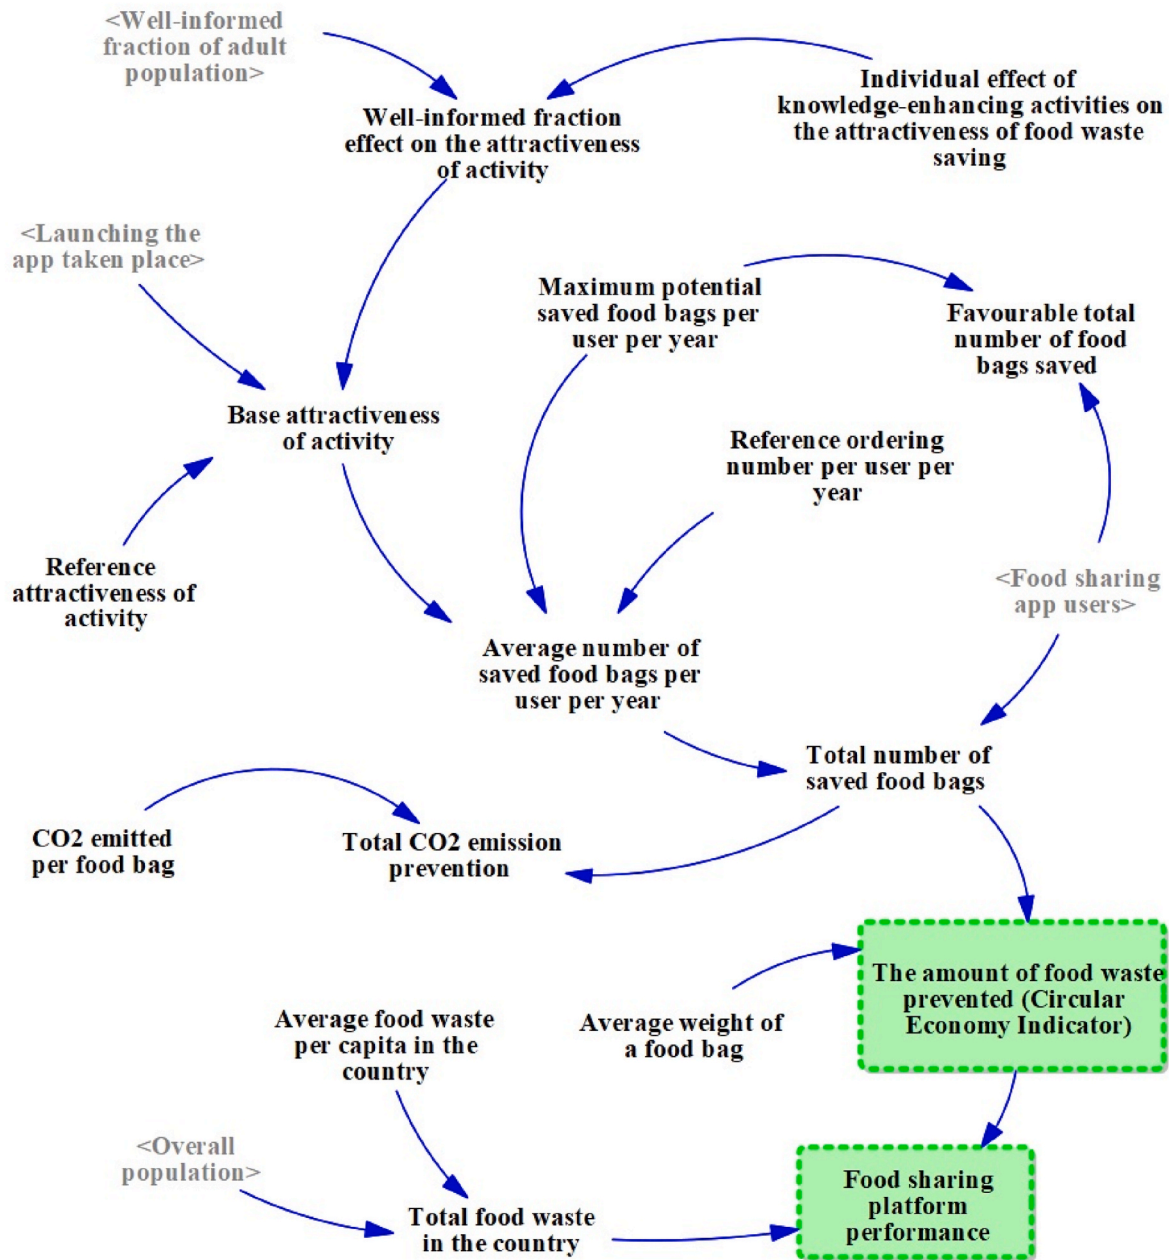 <Well-informed
fraction of adult
population>
Individual effect of
knowledge-enhancing activities on
the attractiveness of food waste
saving
Well-informed fraction
effect on the attractiveness
of activity
<Launching the
app taken place>
Maximum potential
saved food bags per
user per year
Favourable total
number of food
bags saved
Base attractiveness
of activity
Reference ordering
number per user per
year
Reference
attractiveness of
activity
<Food sharing
app users>
Average number of
saved food bags per
user per year
Total number of
saved food bags
CO2 emitted
per food bag
Total CO2 emission
prevention
The amount of food waste
prevented (Circular
Economy Indicator)
Average food waste
per capita in the
country
Average weight of
a food bag
<Overall
population>
Food sharing
platform
performance
Total food waste
in the country